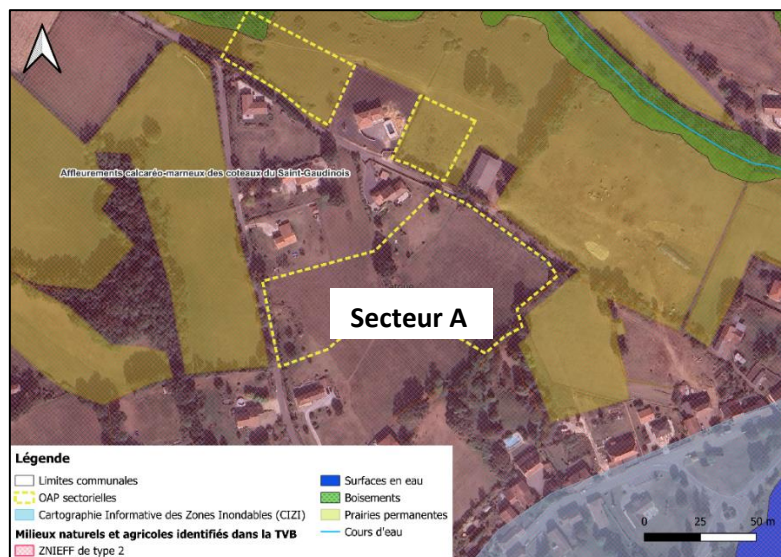 Affleurements calcaréo-marneux des coteaux du Saint-Gaudinois
Secteur A
Légende
Limites communales
OAP sectorielles
Cartographie Informative des Zones Inondables (CIZI)
Milieux naturels et agricoles identifiés dans la TVB
ZNIEFF de type 2
Surfaces en eau
Boisements
Prairies permanentes
Cours d'eau
0 25 50 m